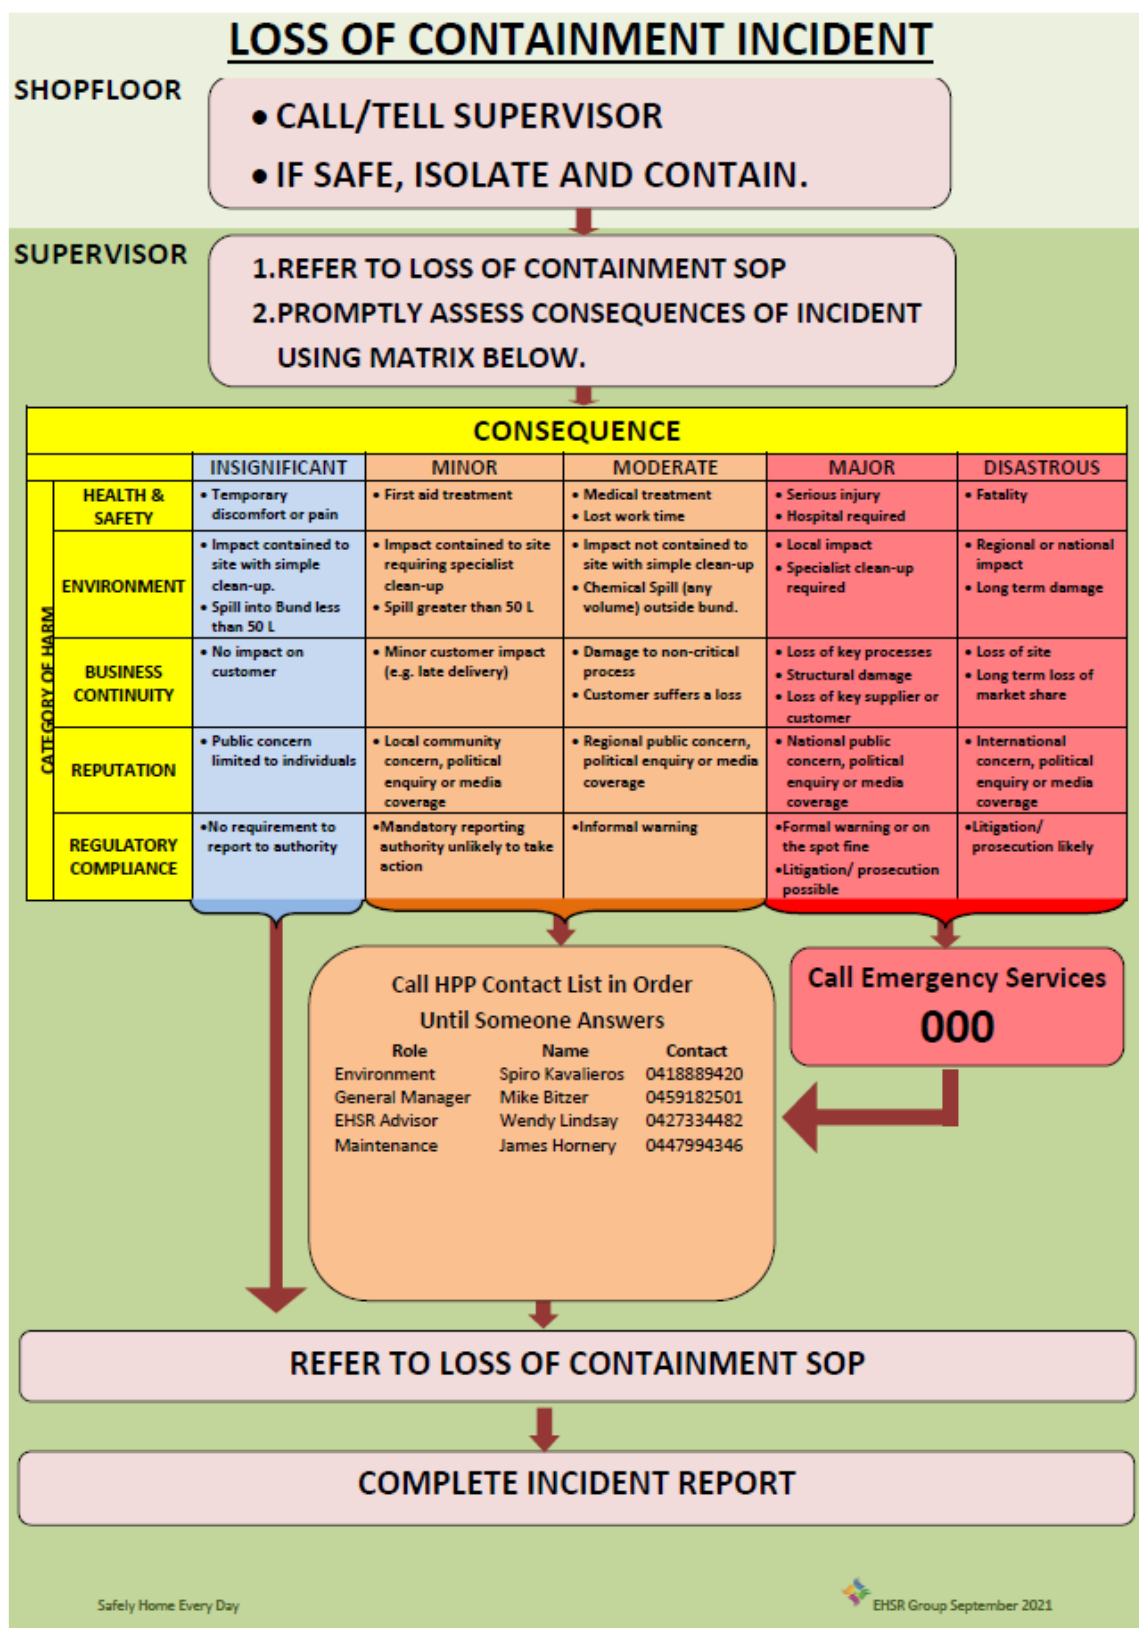 LOSS OF CONTAINMENT INCIDENT
SHOPFLOOR
• CALL/TELL SUPERVISOR
• IF SAFE, ISOLATE AND CONTAIN.
SUPERVISOR
1.REFER TO LOSS OF CONTAINMENT SOP
2.PROMPTLY ASSESS CONSEQUENCES OF INCIDENT
USING MATRIX BELOW.
CONSEQUENCE
INSIGNIFICANT MINOR MODERATE MAJOR DISASTROUS
CATEGORY OF HARM
HEALTH &
SAFETY
• Temporary
discomfort or pain
• First aid treatment
• Medical treatment
• Lost work time
• Serious injury
• Hospital required
• Fatality
ENVIRONMENT
• Impact contained to
site with simple
clean-up.
• Spill into Bund less
than 50 L
• Impact contained to site
requiring specialist
clean-up
• Spill greater than 50 L
• Impact not contained to
site with simple clean-up
• Chemical Spill (any
volume) outside bund.
• Local impact
• Specialist clean-up
required
• Regional or national
impact
• Long term damage
BUSINESS
CONTINUITY
• No impact on
customer
• Minor customer impact
(e.g. late delivery)
• Damage to non-critical
process
• Customer suffers a loss
• Loss of key processes
• Structural damage
• Loss of key supplier or
customer
• Loss of site
• Long term loss of
market share
REPUTATION
• Public concern
limited to individuals
• Local community
concern, political
enquiry or media
coverage
• Regional public concern,
political enquiry or media
coverage
• National public
concern, political
enquiry or media
coverage
• International
concern, political
enquiry or media
coverage
REGULATORY
COMPLIANCE
•No requirement to
report to authority
•Mandatory reporting
authority unlikely to take
action
•Informal warning
•Formal warning or on
the spot fine
•Litigation/ prosecution
possible
•Litigation/
prosecution likely
Call HPP Contact List in Order
Until Someone Answers
Role Name Contact
Environment Spiro Kavalieros 0418889420
General Manager Mike Bitzer 0459182501
EHSR Advisor Wendy Lindsay 0427334482
Maintenance James Hornery 0447994346
Call Emergency Services
000
REFER TO LOSS OF CONTAINMENT SOP
COMPLETE INCIDENT REPORT
Safely Home Every Day
EHSR Group September 2021